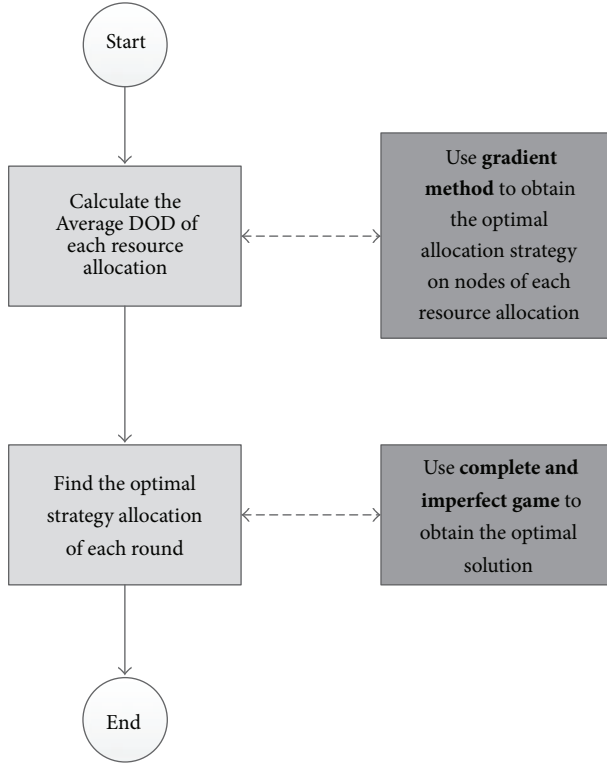 Start
Calculate the
Average DOD of
each resource
allocation
Use gradient
method to obtain
the optimal
allocation strategy
on nodes of each
resource allocation
Find the optimal
strategy allocation
of each round
Use complete and
imperfect game to
obtain the optimal
solution
End